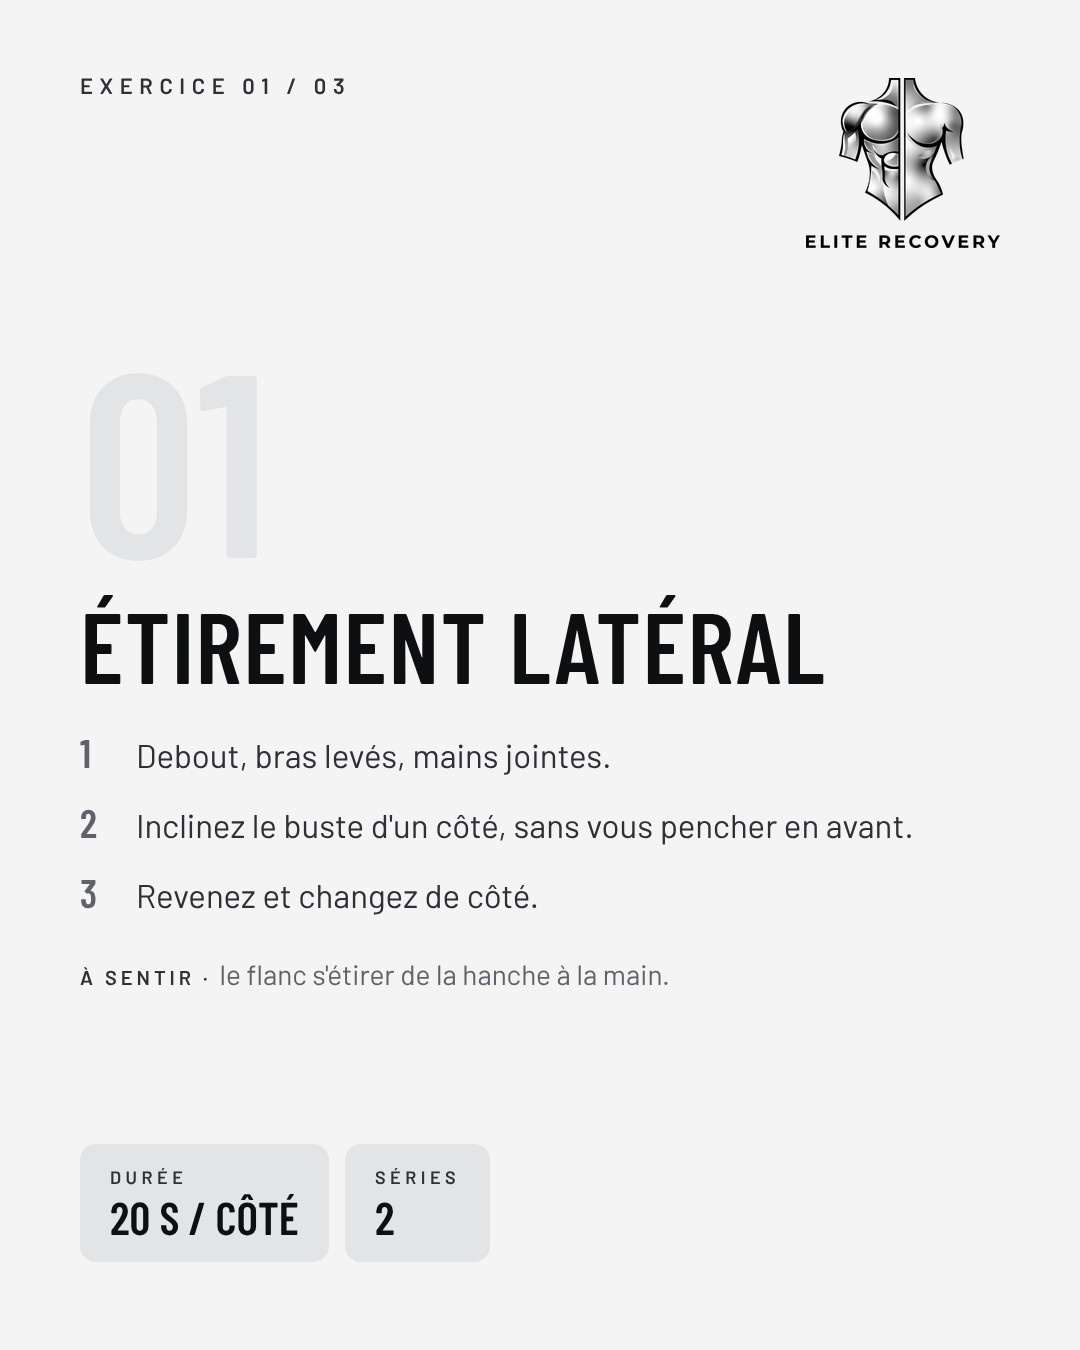 EXERCICE 01 / 03
ELITE RECOVERY
01
ÉTIREMENT LATÉRAL
1 Debout, bras levés, mains jointes.
2 Inclinez le buste d'un côté, sans vous pencher en avant.
3 Revenez et changez de côté.
À SENTIR · le flanc s'étirer de la hanche à la main.
DURÉE
20 S / CÔTÉ
SÉRIES
2